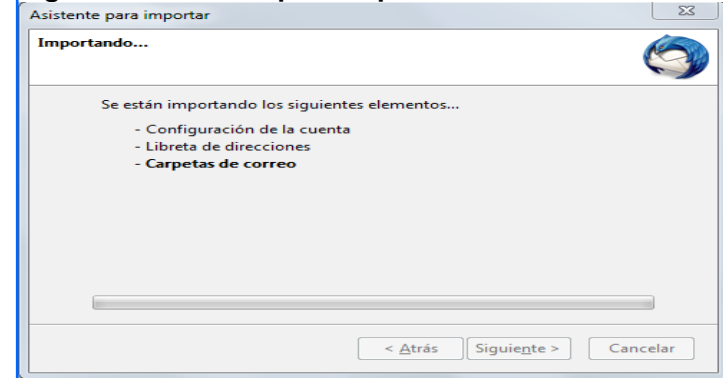 Asistente para importar
Importando...
Se están importando los siguientes elementos...
- Configuración de la cuenta
- Libreta de direcciones
- Carpetas de correo
< Atrás
Siguiente >
Cancelar